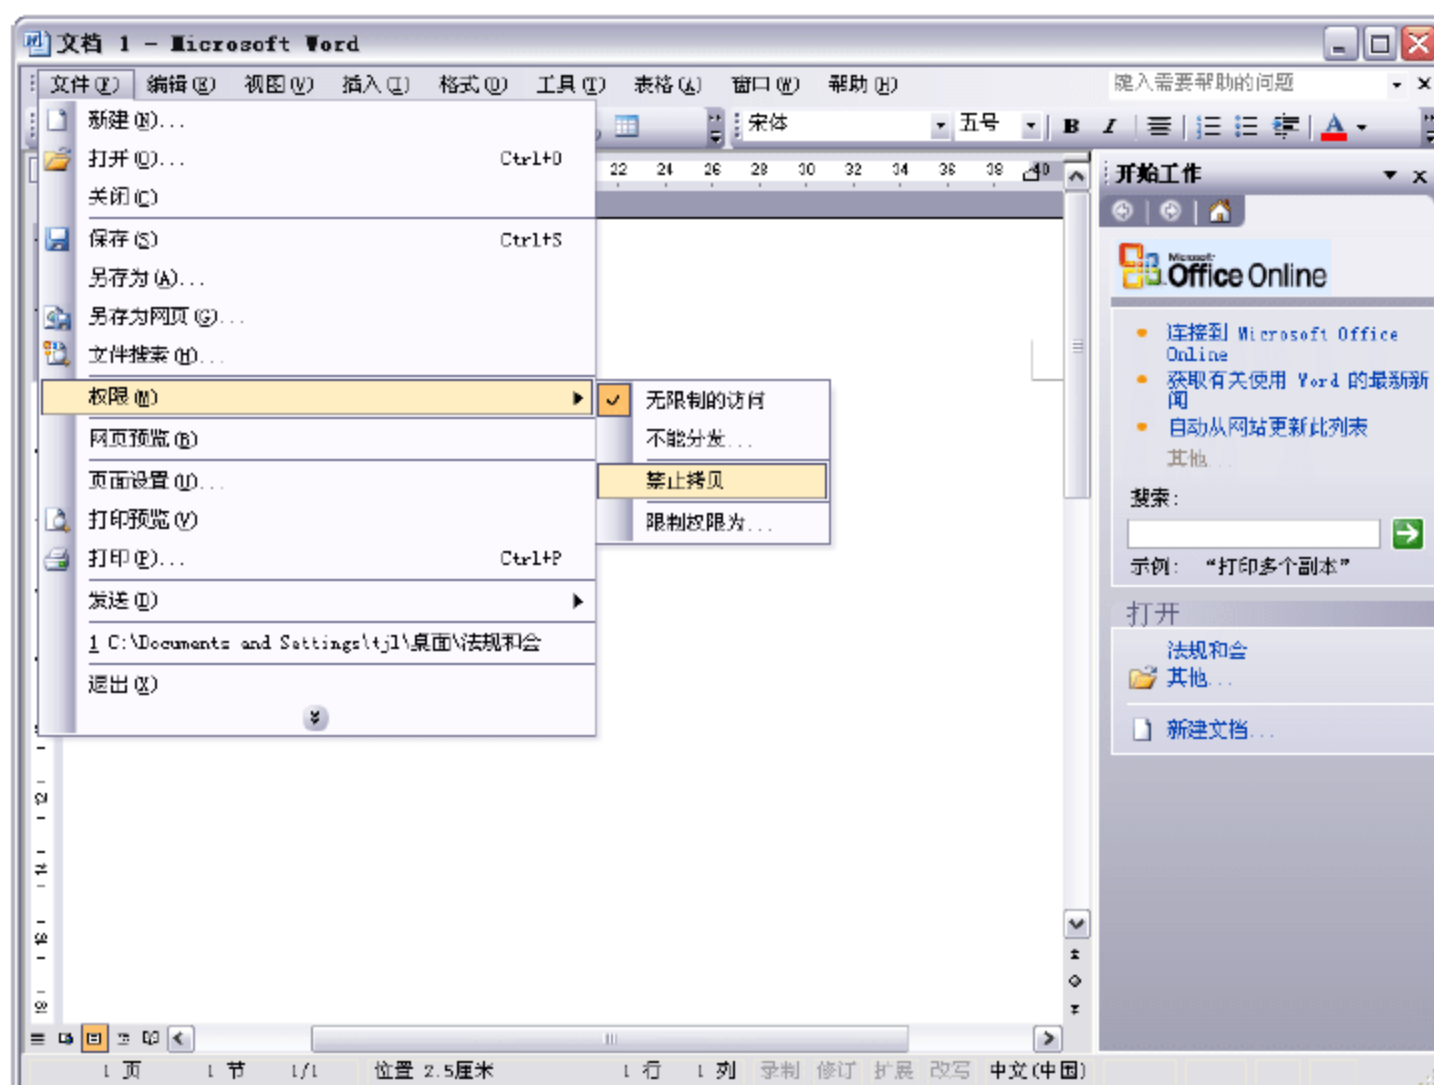 文档 1 - Microsoft Word
文件(F) 编辑(E) 视图(V) 插入(I) 格式(O) 工具(T) 表格(A) 窗口(W) 帮助(H) 键入需要帮助的问题
宋体 五号 B I A
新建(N)...
打开(O)... Ctrl+O
关闭(C)
保存(S) Ctrl+S
另存为(A)...
另存为网页(G)...
文件搜索(H)...
权限(M)
网页预览(B)
页面设置(U)...
打印预览(V)
打印(P)... Ctrl+P
发送(D)
1 C:\Documents and Settings\tjl\桌面\法规和会
退出(X)
无限制的访问
不能分发...
禁止拷贝
限制权限为...
22 24 26 28 30 32 34 36 38 40
12
14
16
18
开始工作
Microsoft
Office Online
连接到 Microsoft Office
Online
获取有关使用 Word 的最新新
闻
自动从网站更新此列表
其他...
搜索:
示例: “打印多个副本”
打开
法规和会
其他...
新建文档...
1 页 1 节 1/1 位置 2.5厘米 1 行 1 列 录制 修订 扩展 改写 中文(中国)